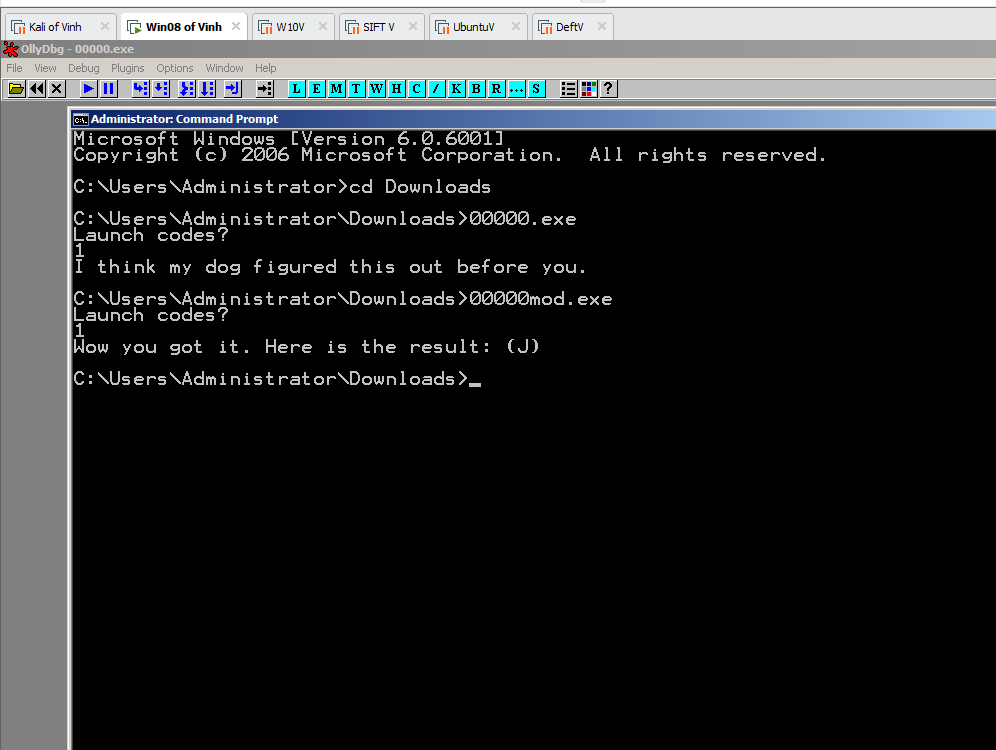 Kali of Vinh Win08 of Vinh W10V SIFT V UbuntuV DeftV
OllyDbg - 00000.exe
File View Debug Plugins Options Window Help
L E M T W H C / K B R ... S ?
Administrator: Command Prompt
Microsoft Windows [Version 6.0.6001]
Copyright (c) 2006 Microsoft Corporation.  All rights reserved.
C:\Users\Administrator>cd Downloads
C:\Users\Administrator\Downloads>00000.exe
Launch codes?
1
I think my dog figured this out before you.
C:\Users\Administrator\Downloads>00000mod.exe
Launch codes?
1
Wow you got it. Here is the result: (J)
C:\Users\Administrator\Downloads>_